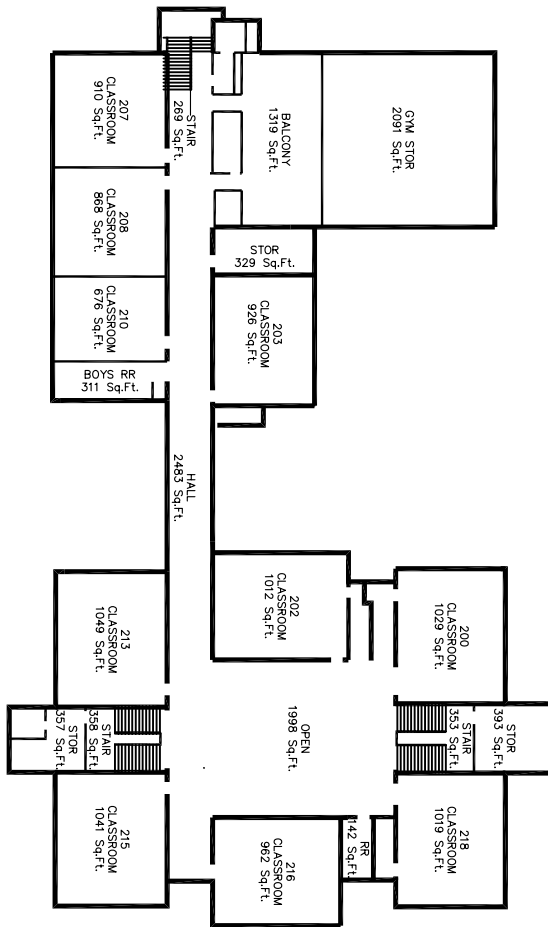 207
CLASSROOM
910 Sq.Ft.
STAIR
269 Sq.Ft.
BALCONY
1319 Sq.Ft.
GYM STOR
2091 Sq.Ft.
208
CLASSROOM
868 Sq.Ft.
STOR
329 Sq.Ft.
210
CLASSROOM
676 Sq.Ft.
203
CLASSROOM
926 Sq.Ft.
BOYS RR
311 Sq.Ft.
HALL
2483 Sq.Ft.
202
CLASSROOM
1012 Sq.Ft.
200
CLASSROOM
1029 Sq.Ft.
213
CLASSROOM
1049 Sq.Ft.
STOR
357 Sq.Ft.
STAIR
358 Sq.Ft.
OPEN
1998 Sq.Ft.
STAIR
353 Sq.Ft.
STOR
393 Sq.Ft.
215
CLASSROOM
1041 Sq.Ft.
216
CLASSROOM
962 Sq.Ft.
RR
142 Sq.Ft.
218
CLASSROOM
1019 Sq.Ft.